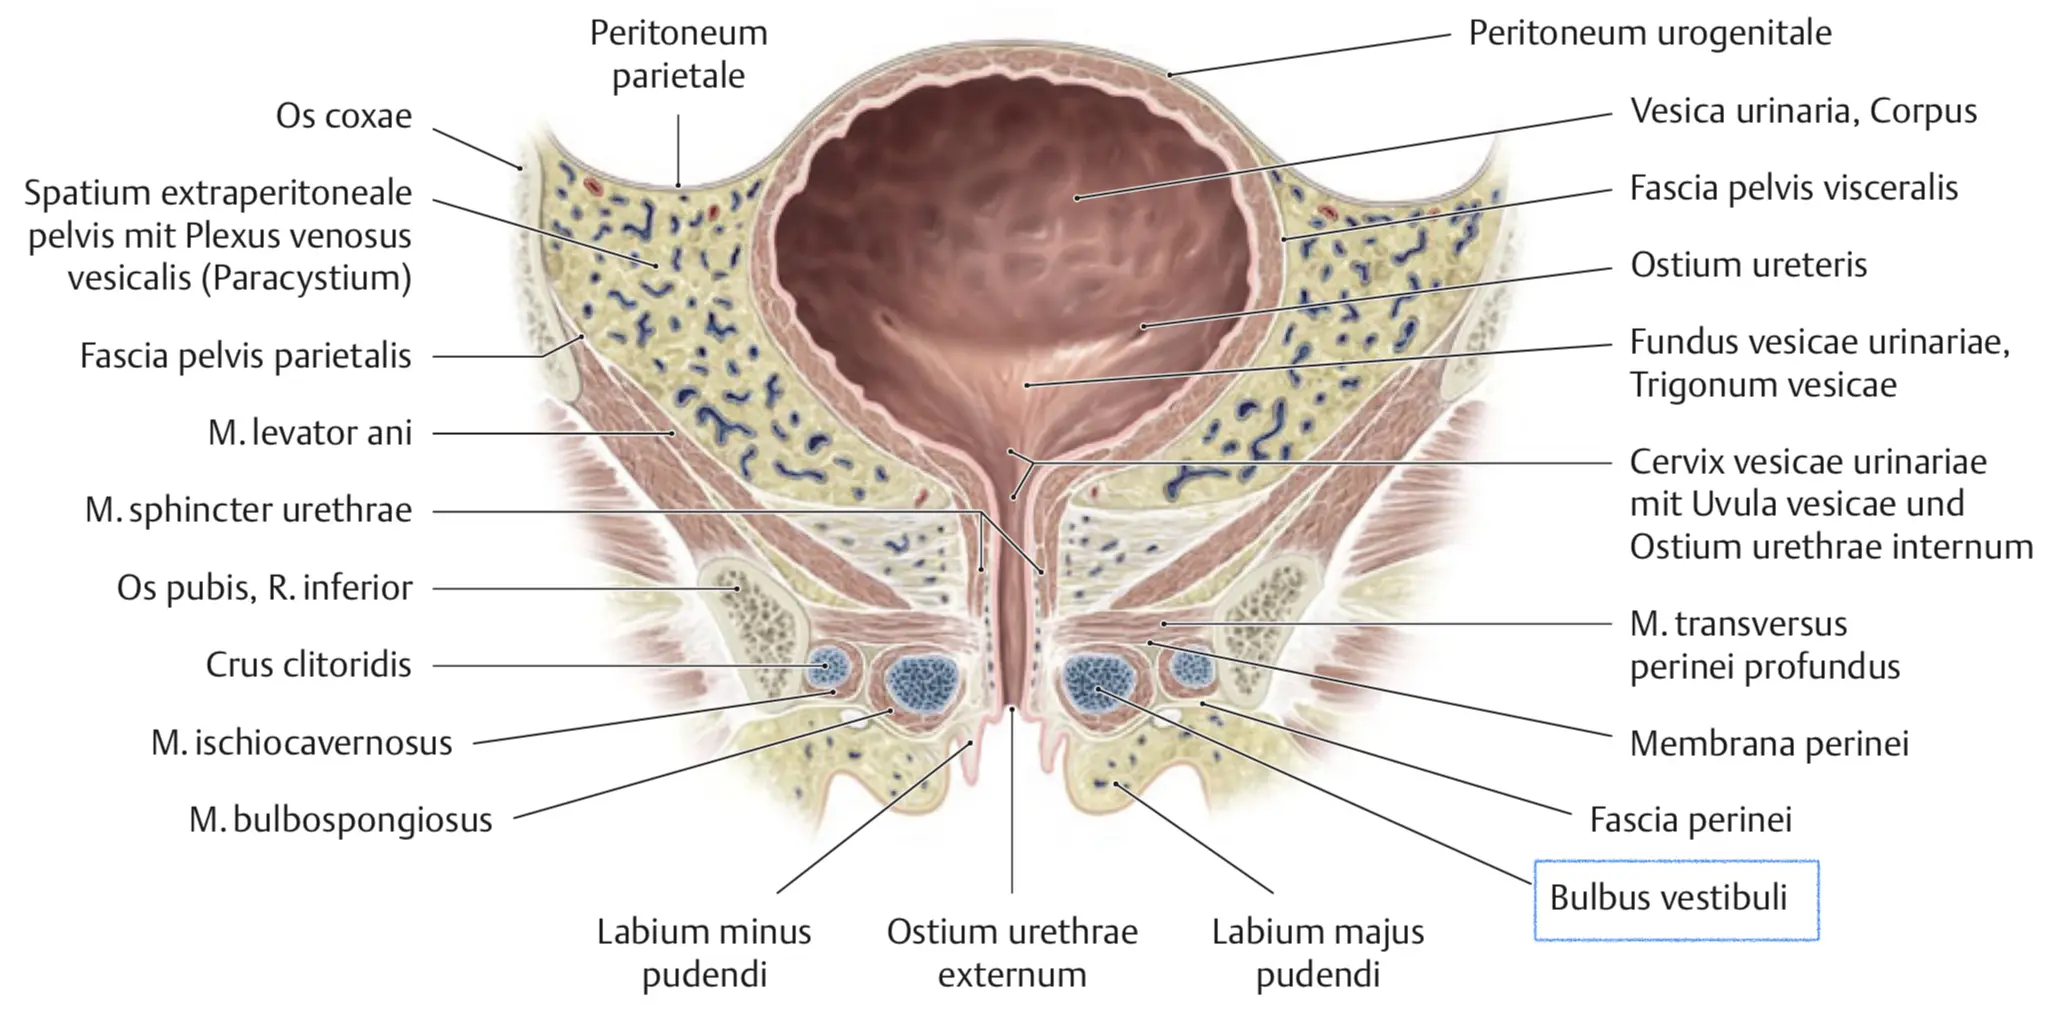 Peritoneum
parietale
Os coxae
Spatium extraperitoneale
pelvis mit Plexus venosus
vesicalis (Paracystium)
Fascia pelvis parietalis
M. levator ani
M. sphincter urethrae
Os pubis, R. inferior
Crus clitoridis
M. ischiocavernosus
M. bulbospongiosus
Labium minus
pudendi
Ostium urethrae
externum
Labium majus
pudendi
Peritoneum urogenitale
Vesica urinaria, Corpus
Fascia pelvis visceralis
Ostium ureteris
Fundus vesicae urinariae,
Trigonum vesicae
Cervix vesicae urinariae
mit Uvula vesicae und
Ostium urethrae internum
M. transversus
perinei profundus
Membrana perinei
Fascia perinei
Bulbus vestibuli